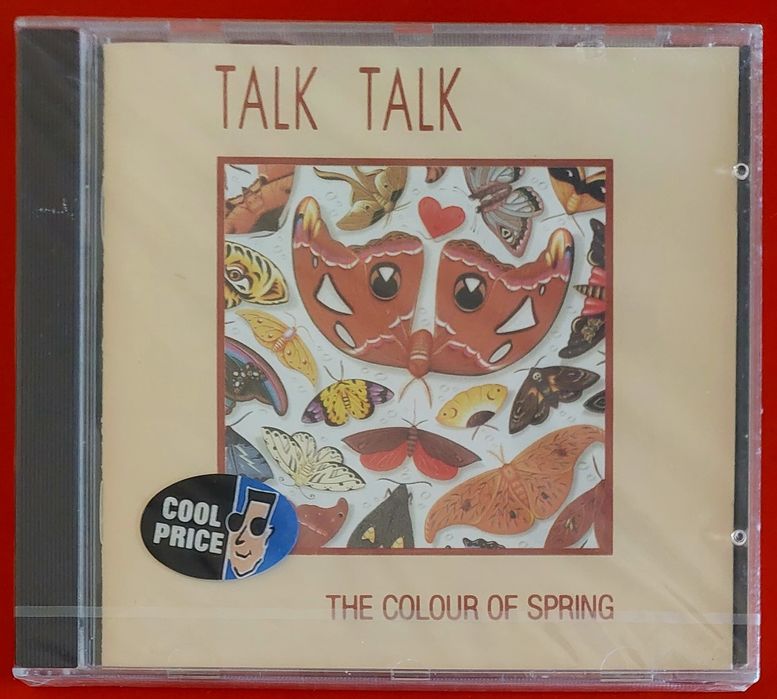 TALK TALK
COOL
PRICE
THE COLOUR OF SPRING